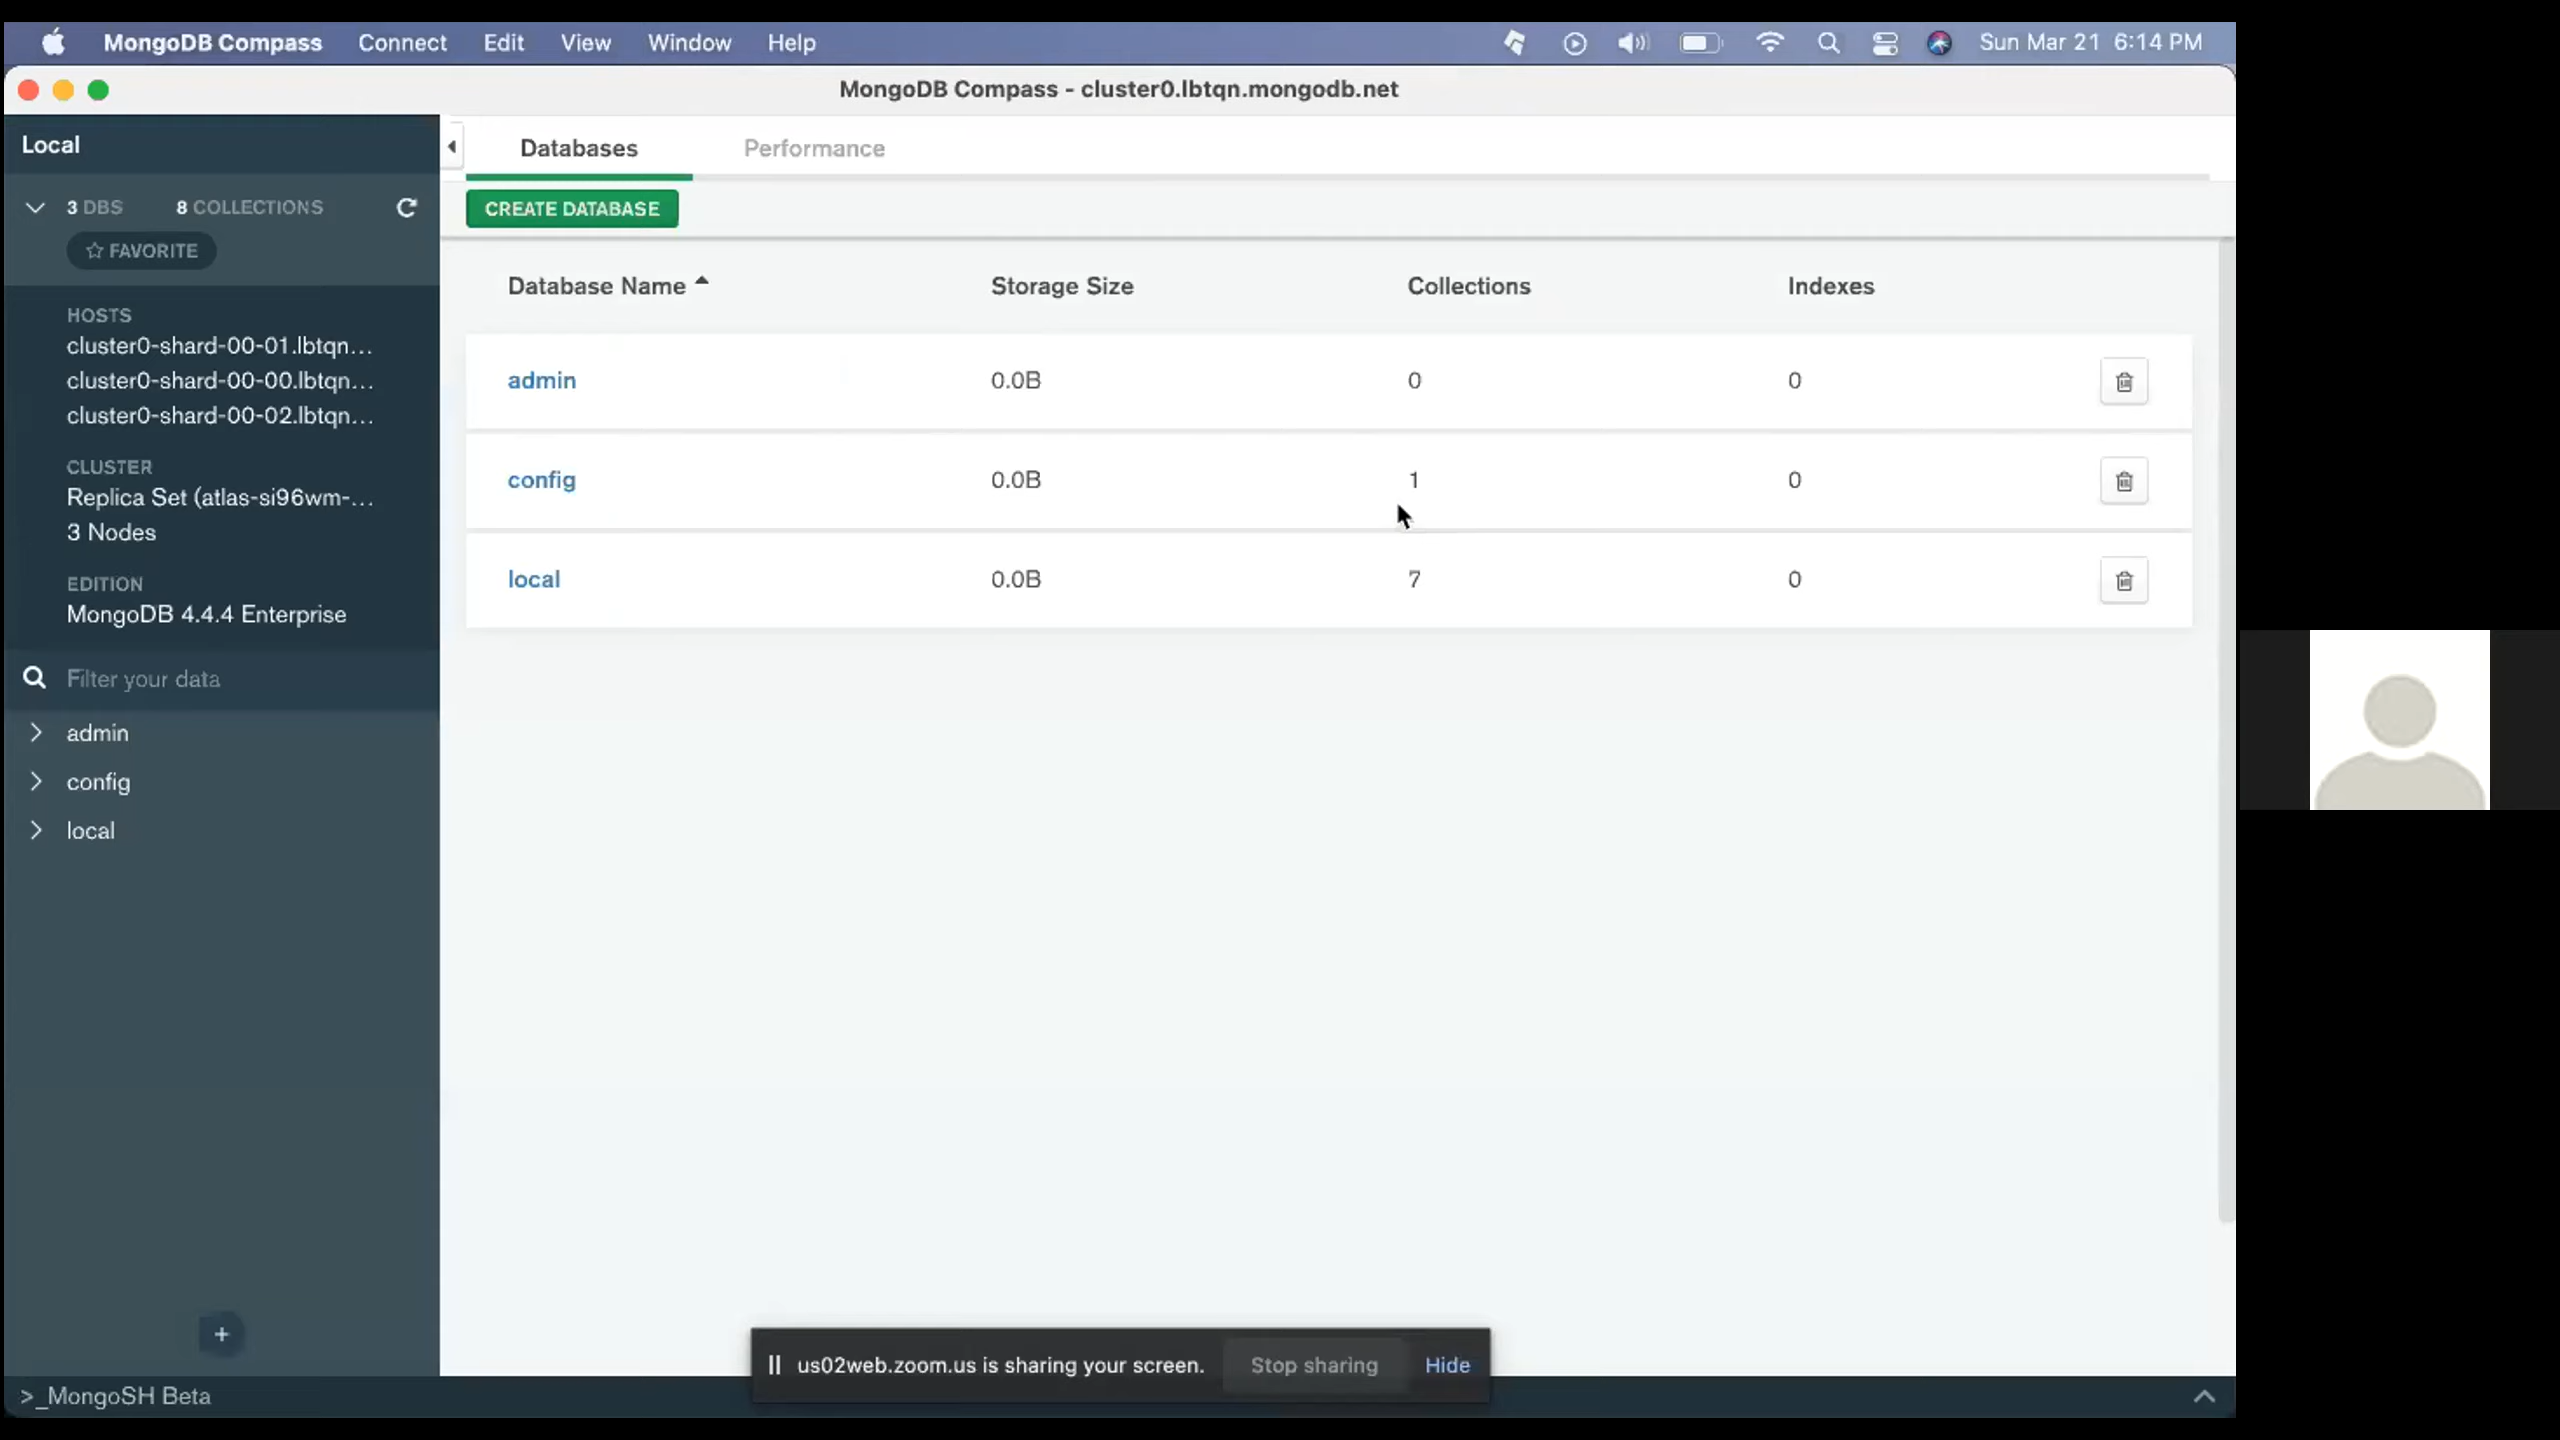 MongoDB Compass Connect Edit View Window Help Sun Mar 21 6:14 PM
MongoDB Compass - cluster0.lbtqn.mongodb.net
Local
3 DBS 8 COLLECTIONS
FAVORITE
HOSTS
cluster0-shard-00-01.lbtqn...
cluster0-shard-00-00.lbtqn...
cluster0-shard-00-02.lbtqn...
CLUSTER
Replica Set (atlas-si96wm-...
3 Nodes
EDITION
MongoDB 4.4.4 Enterprise
Filter your data
admin
config
local
Databases Performance
CREATE DATABASE
Database Name Storage Size Collections Indexes
admin 0.0B 0 0
config 0.0B 1 0
local 0.0B 7 0
us02web.zoom.us is sharing your screen. Stop sharing Hide
>_MongoSH Beta